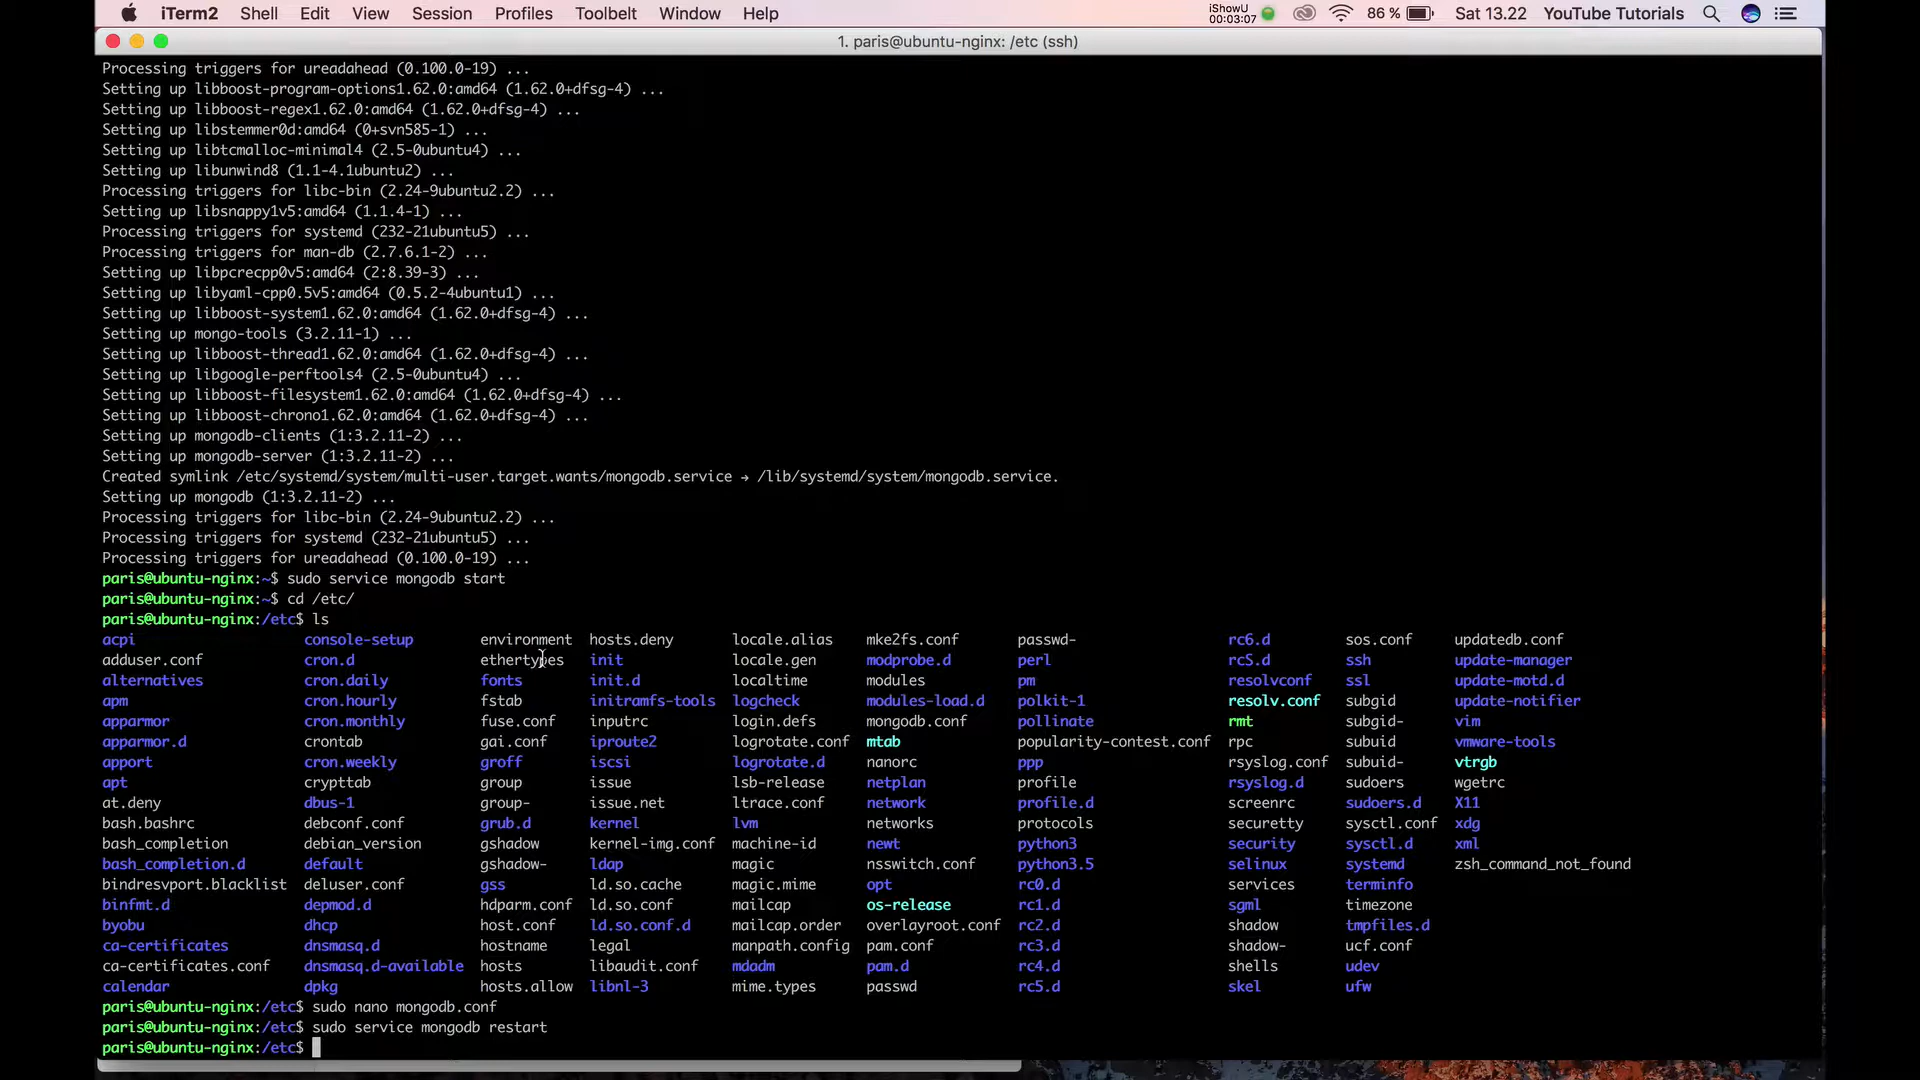 iTerm2 Shell Edit View Session Profiles Toolbelt Window Help iShowU 00:03:07 86 % Sat 13.22 YouTube Tutorials
1. paris@ubuntu-nginx: /etc (ssh)
Processing triggers for ureadahead (0.100.0-19) ...
Setting up libboost-program-options1.62.0:amd64 (1.62.0+dfsg-4) ...
Setting up libboost-regex1.62.0:amd64 (1.62.0+dfsg-4) ...
Setting up libstemmer0d:amd64 (0+svn585-1) ...
Setting up libtcmalloc-minimal4 (2.5-0ubuntu4) ...
Setting up libunwind8 (1.1-4.1ubuntu2) ...
Processing triggers for libc-bin (2.24-9ubuntu2.2) ...
Setting up libsnappy1v5:amd64 (1.1.4-1) ...
Processing triggers for systemd (232-21ubuntu5) ...
Processing triggers for man-db (2.7.6.1-2) ...
Setting up libpcrecpp0v5:amd64 (2:8.39-3) ...
Setting up libyaml-cpp0.5v5:amd64 (0.5.2-4ubuntu1) ...
Setting up libboost-system1.62.0:amd64 (1.62.0+dfsg-4) ...
Setting up mongo-tools (3.2.11-1) ...
Setting up libboost-thread1.62.0:amd64 (1.62.0+dfsg-4) ...
Setting up libgoogle-perftools4 (2.5-0ubuntu4) ...
Setting up libboost-filesystem1.62.0:amd64 (1.62.0+dfsg-4) ...
Setting up libboost-chrono1.62.0:amd64 (1.62.0+dfsg-4) ...
Setting up mongodb-clients (1:3.2.11-2) ...
Setting up mongodb-server (1:3.2.11-2) ...
Created symlink /etc/systemd/system/multi-user.target.wants/mongodb.service → /lib/systemd/system/mongodb.service.
Setting up mongodb (1:3.2.11-2) ...
Processing triggers for libc-bin (2.24-9ubuntu2.2) ...
Processing triggers for systemd (232-21ubuntu5) ...
Processing triggers for ureadahead (0.100.0-19) ...
paris@ubuntu-nginx:~$ sudo service mongodb start
paris@ubuntu-nginx:~$ cd /etc/
paris@ubuntu-nginx:/etc$ ls
acpi console-setup environment hosts.deny locale.alias mke2fs.conf passwd- rc6.d sos.conf updatedb.conf
adduser.conf cron.d ethertypes init locale.gen modprobe.d perl rcS.d ssh update-manager
alternatives cron.daily fonts init.d localtime modules pm resolvconf ssl update-motd.d
apm cron.hourly fstab initramfs-tools logcheck modules-load.d polkit-1 resolv.conf subgid update-notifier
apparmor cron.monthly fuse.conf inputrc login.defs mongodb.conf pollinate rmt subgid- vim
apparmor.d crontab gai.conf iproute2 logrotate.conf mtab popularity-contest.conf rpc subuid vmware-tools
apport cron.weekly groff iscsi logrotate.d nanorc ppp rsyslog.conf subuid- vtrgb
apt crypttab group issue lsb-release netplan profile rsyslog.d sudoers wgetrc
at.deny dbus-1 group- issue.net ltrace.conf network profile.d screenrc sudoers.d X11
bash.bashrc debconf.conf grub.d kernel lvm networks protocols securetty sysctl.conf xdg
bash_completion debian_version gshadow kernel-img.conf machine-id newt python3 security sysctl.d xml
bash_completion.d default gshadow- ldap magic nsswitch.conf python3.5 selinux systemd zsh_command_not_found
bindresvport.blacklist deluser.conf gss ld.so.cache magic.mime opt rc0.d services terminfo
binfmt.d depmod.d hdparm.conf ld.so.conf mailcap os-release rc1.d sgml timezone
byobu dhcp host.conf ld.so.conf.d mailcap.order overlayroot.conf rc2.d shadow tmpfiles.d
ca-certificates dnsmasq.d hostname legal manpath.config pam.conf rc3.d shadow- ucf.conf
ca-certificates.conf dnsmasq.d-available hosts libaudit.conf mdadm pam.d rc4.d shells udev
calendar dpkg hosts.allow libnl-3 mime.types passwd rc5.d skel ufw
paris@ubuntu-nginx:/etc$ sudo nano mongodb.conf
paris@ubuntu-nginx:/etc$ sudo service mongodb restart
paris@ubuntu-nginx:/etc$